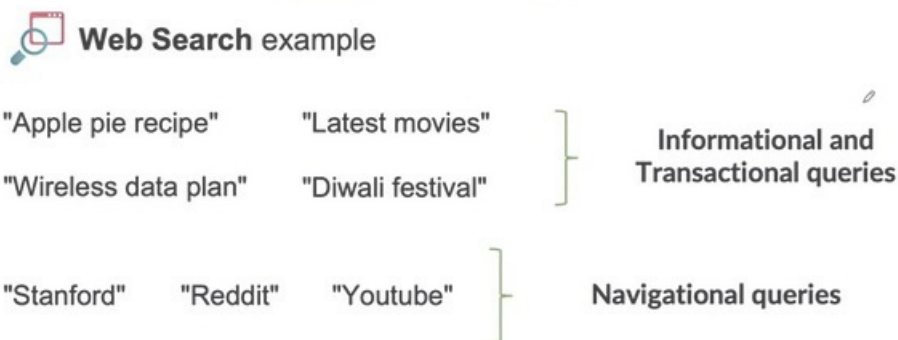 Web Search example
"Apple pie recipe" "Latest movies"
"Wireless data plan" "Diwali festival"
Informational and
Transactional queries
"Stanford" "Reddit" "Youtube"
Navigational queries